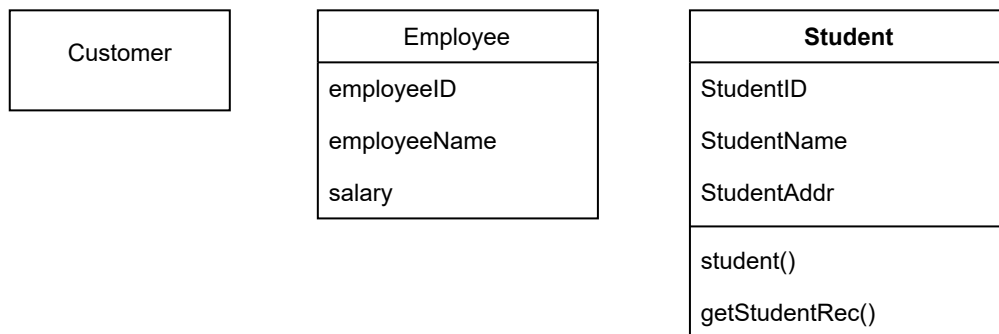 Customer
Employee
employeeID
employeeName
salary
Student
StudentID
StudentName
StudentAddr
student()
getStudentRec()